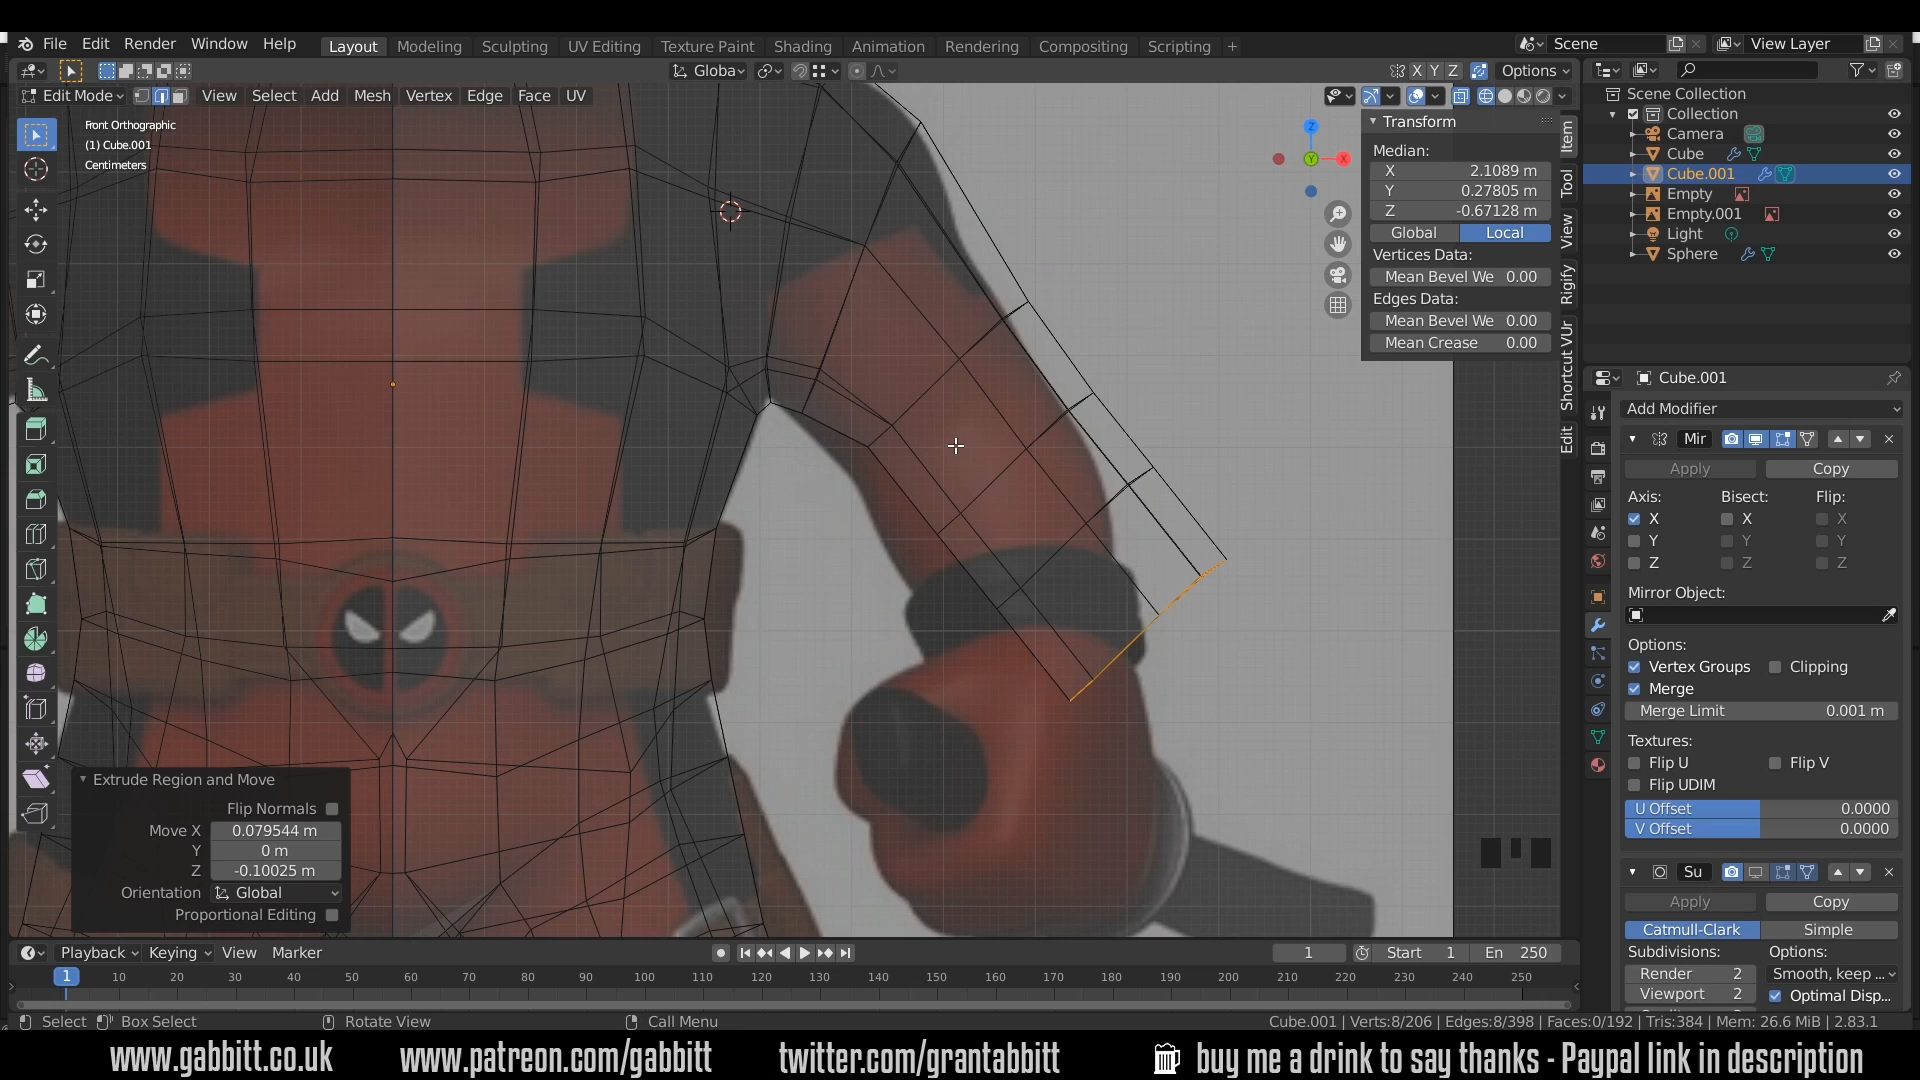 File Edit Render Window Help
Layout Modeling Sculpting UV Editing Texture Paint Shading Animation Rendering Compositing Scripting +
Scene
View Layer
Globa
X Y Z
Options
Edit Mode
View Select Add Mesh Vertex Edge Face UV
Front Orthographic
(1) Cube.001
Centimeters
Z
Y
X
Transform
Median:
X 2.1089 m
Y 0.27805 m
Z -0.67128 m
Global Local
Vertices Data:
Mean Bevel We 0.00
Edges Data:
Mean Bevel We 0.00
Mean Crease 0.00
Item
Tool
View
Rigify
Shortcut VUr
Edit
Scene Collection
Collection
Camera
Cube
Cube.001
Empty
Empty.001
Light
Sphere
Cube.001
Add Modifier
Mir
Apply Copy
Axis: Bisect: Flip:
X X X
Y Y Y
Z Z Z
Mirror Object:
Options:
Vertex Groups Clipping
Merge
Merge Limit 0.001 m
Textures:
Flip U Flip V
Flip UDIM
U Offset 0.0000
V Offset 0.0000
Su
Apply Copy
Catmull-Clark Simple
Subdivisions: Options:
Render 2 Smooth, keep ...
Viewport 2 Optimal Disp...
Extrude Region and Move
Flip Normals
Move X 0.079544 m
Y 0 m
Z -0.10025 m
Orientation Global
Proportional Editing
Playback Keying View Marker
1 Start 1 En 250
1 10 20 30 40 50 60 70 80 90 100 110 120 130 140 150 160 170 180 190 200 210 220 230 240 250
Select Box Select Rotate View Call Menu
Cube.001 | Verts:8/206 | Edges:8/398 | Faces:0/192 | Tris:384 | Mem: 26.6 MiB | 2.83.1
www.gabbitt.co.uk www.patreon.com/gabbitt twitter.com/grantabbitt buy me a drink to say thanks - Paypal link in description